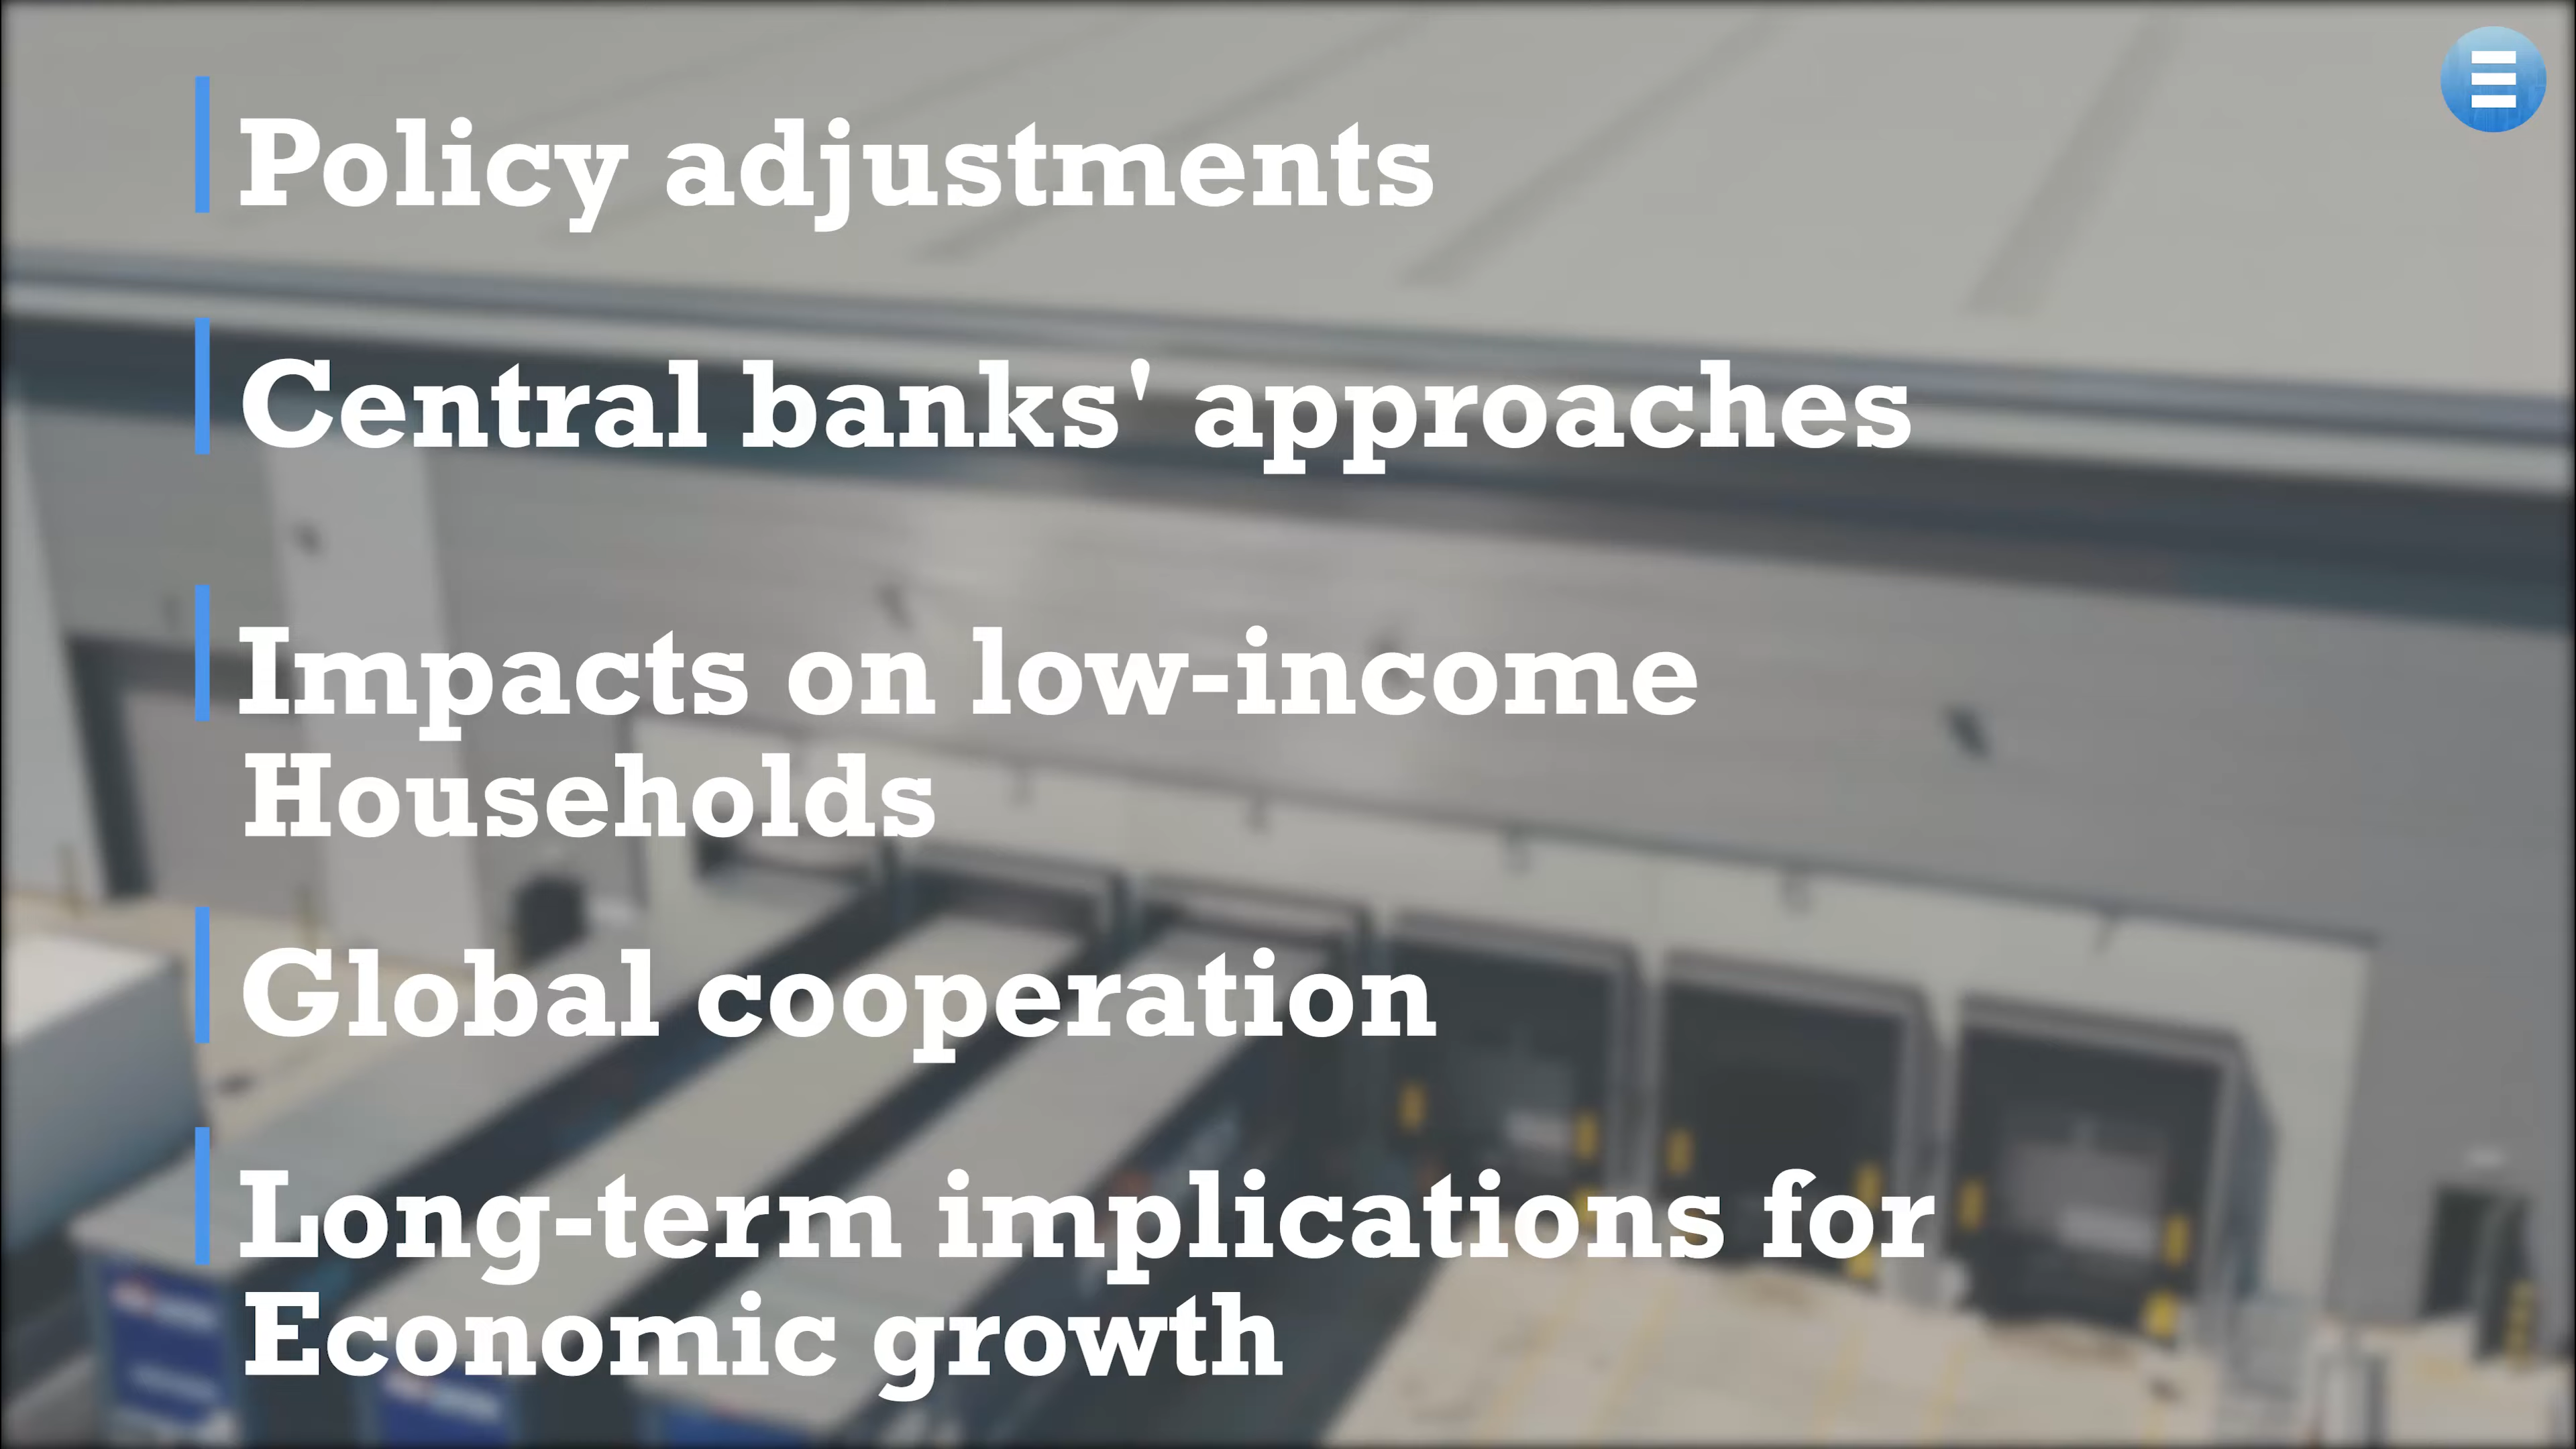 Policy adjustments
Central banks' approaches
Impacts on low-income
Households
Global cooperation
Long-term implications for
Economic growth